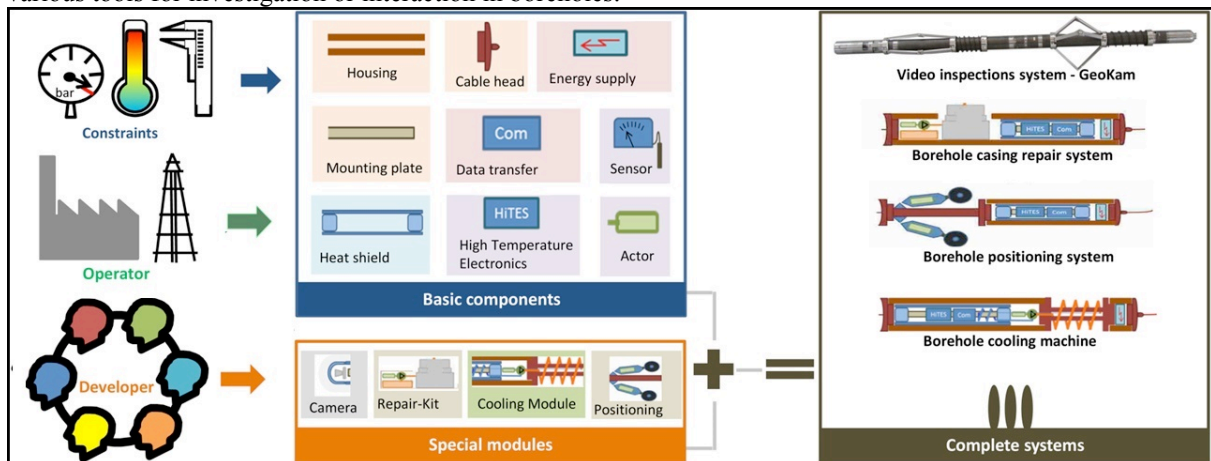 various tools for investigation or interaction in boreholes.
bar
Constraints
Operator
Developer
Housing
Cable head
Energy supply
Mounting plate
Com
Data transfer
Sensor
Heat shield
HiTES
High Temperature
Electronics
Actor
Basic components
Camera
Repair-Kit
Cooling Module
Positioning
Special modules
Video inspections system - GeoKam
HiTES
Com
Borehole casing repair system
HiTES
Com
Borehole positioning system
HiTES
Com
Borehole cooling machine
Complete systems